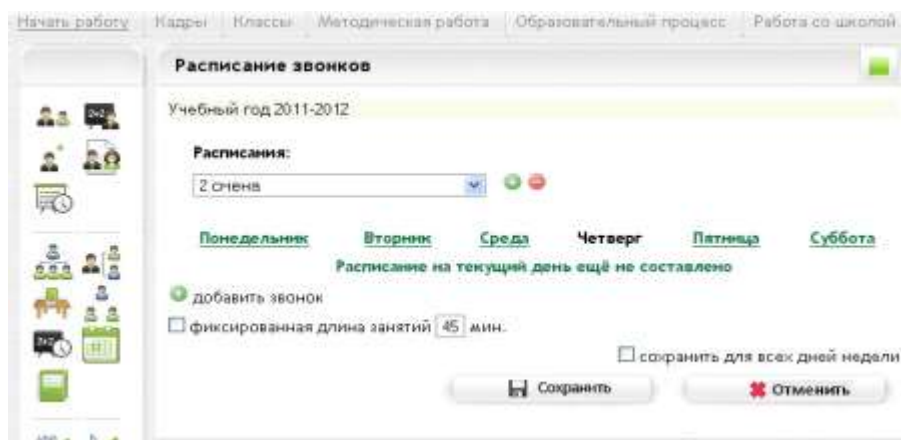 Начать работу Кадры Классы Методическая работа Образовательный процесс Работа со школой
Расписание звонков
Учебный год 2011-2012
Расписания:
2 смена
Понедельник Вторник Среда Четверг Пятница Суббота
Расписание на текущий день ещё не составлено
добавить звонок
фиксированная длина занятий 45 мин.
сохранить для всех дней недели
Сохранить Отменить